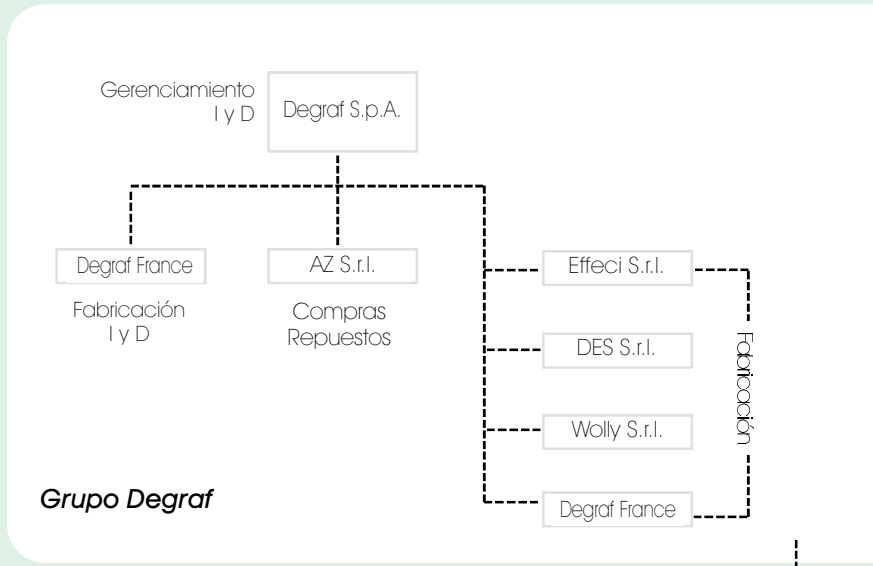 Gerenciamiento
I y D
Degraf S.p.A.
Degraf France
AZ S.r.l.
Effeci S.r.l.
Fabricación
I y D
Compras
Repuestos
DES S.r.l.
Fabricación
Wolly S.r.l.
Grupo Degraf
Degraf France